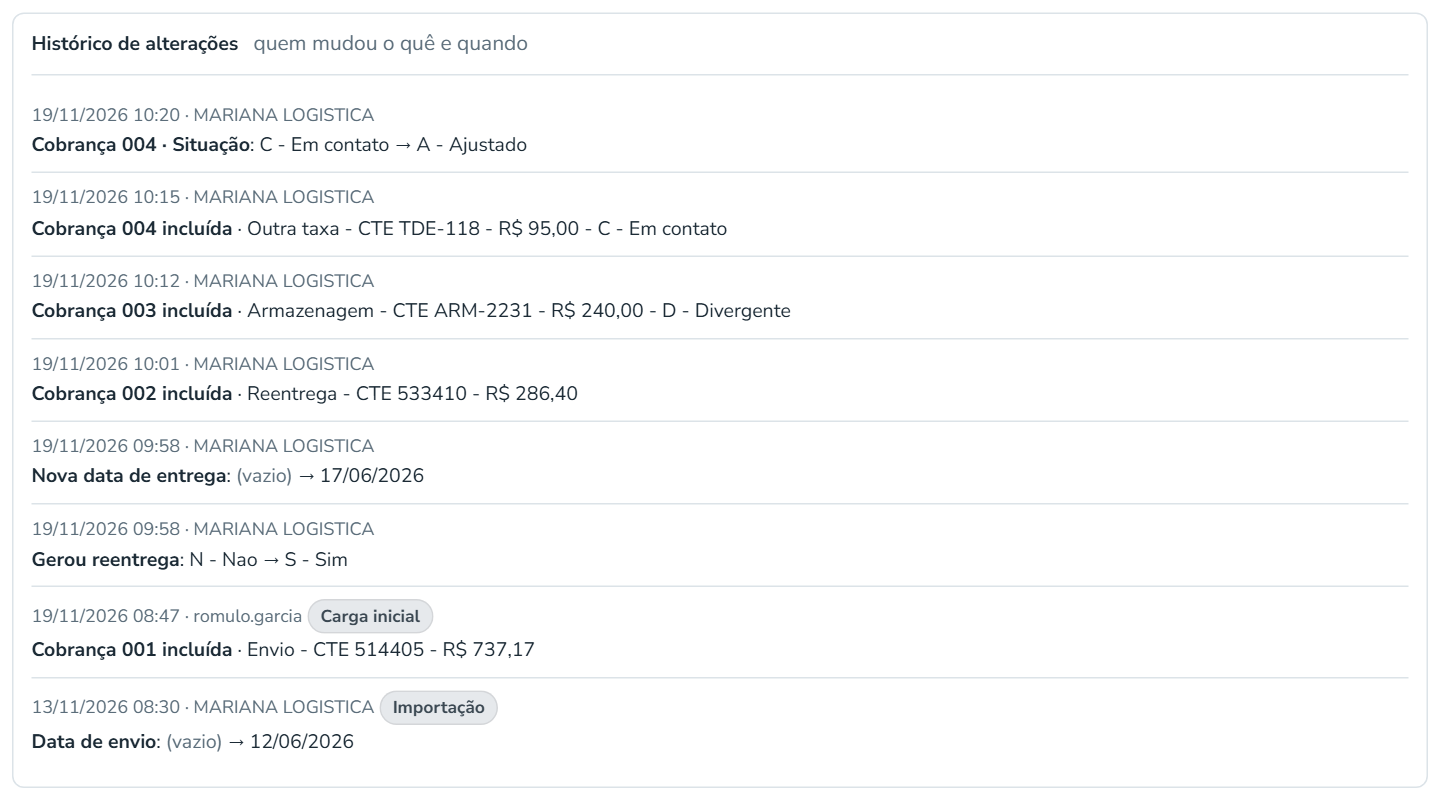 Histórico de alterações quem mudou o quê e quando
19/11/2026 10:20 · MARIANA LOGISTICA
Cobrança 004 · Situação: C - Em contato → A - Ajustado
19/11/2026 10:15 · MARIANA LOGISTICA
Cobrança 004 incluída · Outra taxa - CTE TDE-118 - R$ 95,00 - C - Em contato
19/11/2026 10:12 · MARIANA LOGISTICA
Cobrança 003 incluída · Armazenagem - CTE ARM-2231 - R$ 240,00 - D - Divergente
19/11/2026 10:01 · MARIANA LOGISTICA
Cobrança 002 incluída · Reentrega - CTE 533410 - R$ 286,40
19/11/2026 09:58 · MARIANA LOGISTICA
Nova data de entrega: (vazio) → 17/06/2026
19/11/2026 09:58 · MARIANA LOGISTICA
Gerou reentrega: N - Nao → S - Sim
19/11/2026 08:47 · romulo.garcia Carga inicial
Cobrança 001 incluída · Envio - CTE 514405 - R$ 737,17
13/11/2026 08:30 · MARIANA LOGISTICA Importação
Data de envio: (vazio) → 12/06/2026